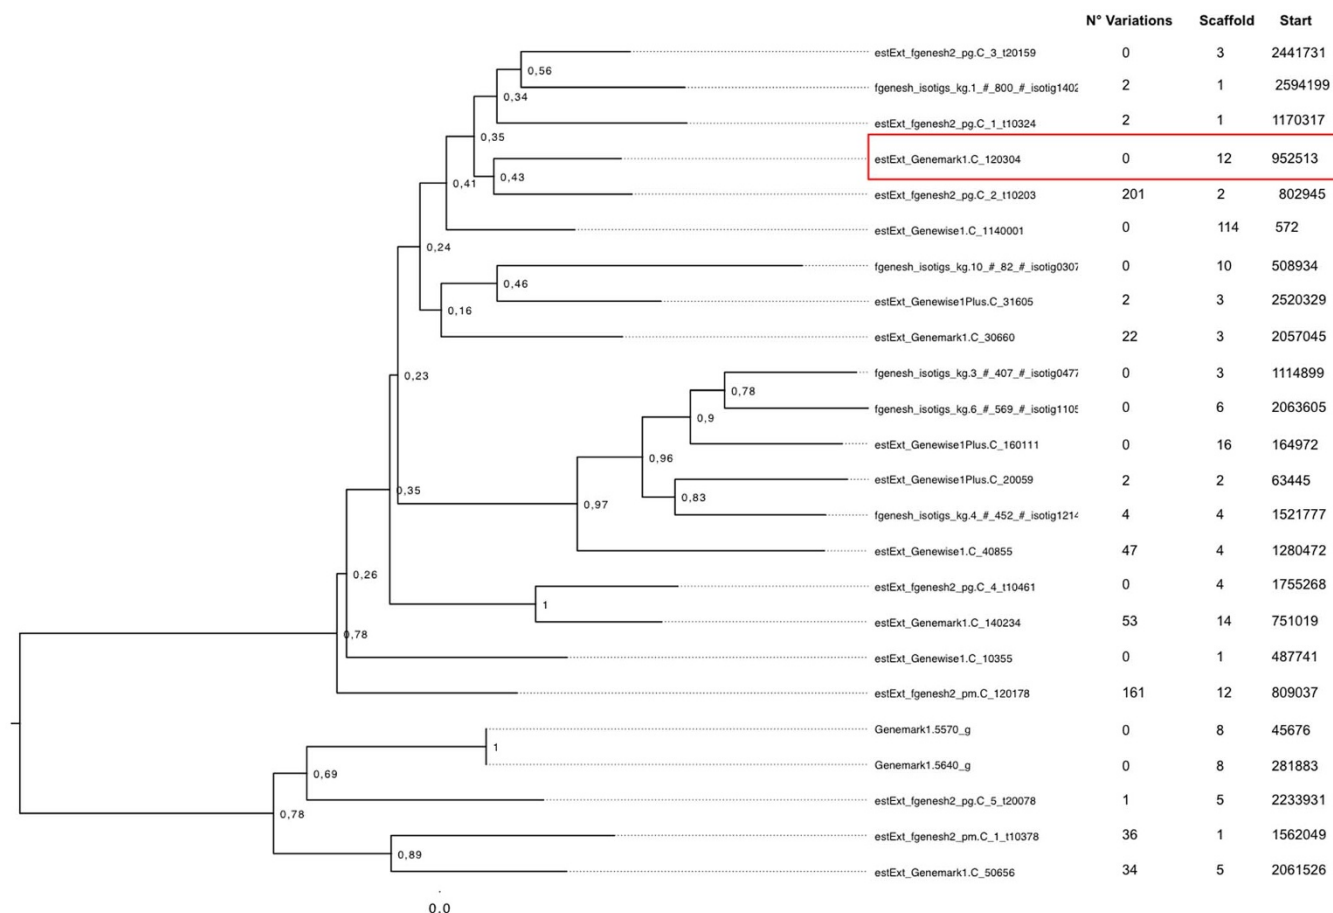 N° Variations Scaffold Start
estExt_fgenesh2_pg.C_3_t20159 0 3 2441731
0,56
fgenesh_isotigs_kg.1_#_800_#_isotig1402 2 1 2594199
0,34
estExt_fgenesh2_pg.C_1_t10324 2 1 1170317
0,35
estExt_Genemark1.C_120304 0 12 952513
0,43
0,41
estExt_fgenesh2_pg.C_2_t10203 201 2 802945
estExt_Genewise1.C_1140001 0 114 572
0,24
fgenesh_isotigs_kg.10_#_82_#_isotig0307 0 10 508934
0,46
estExt_Genewise1Plus.C_31605 2 3 2520329
0,16
estExt_Genemark1.C_30660 22 3 2057045
fgenesh_isotigs_kg.3_#_407_#_isotig0477 0 3 1114899
0,23
0,78
fgenesh_isotigs_kg.6_#_569_#_isotig1105 0 6 2063605
0,9
estExt_Genewise1Plus.C_160111 0 16 164972
0,96
estExt_Genewise1Plus.C_20059 2 2 63445
0,35
0,83
0,97
fgenesh_isotigs_kg.4_#_452_#_isotig1214 4 4 1521777
estExt_Genewise1.C_40855 47 4 1280472
0,26
estExt_fgenesh2_pg.C_4_t10461 0 4 1755268
1
estExt_Genemark1.C_140234 53 14 751019
0,78
estExt_Genewise1.C_10355 0 1 487741
estExt_fgenesh2_pm.C_120178 161 12 809037
Genemark1.5570_g 0 8 45676
1
Genemark1.5640_g 0 8 281883
0,69
estExt_fgenesh2_pg.C_5_t20078 1 5 2233931
0,78
estExt_fgenesh2_pm.C_1_t10378 36 1 1562049
0,89
estExt_Genemark1.C_50656 34 5 2061526
0.0